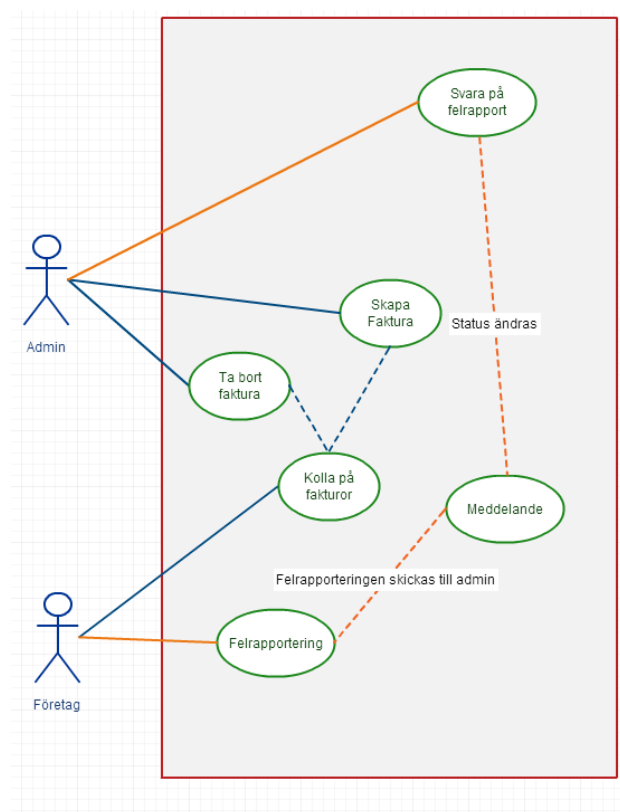 Svara på
felrapport
Skapa
Faktura
Status ändras
Admin
Ta bort
faktura
Kolla på
fakturor
Meddelande
Felrapporteringen skickas till admin
Felrapportering
Företag